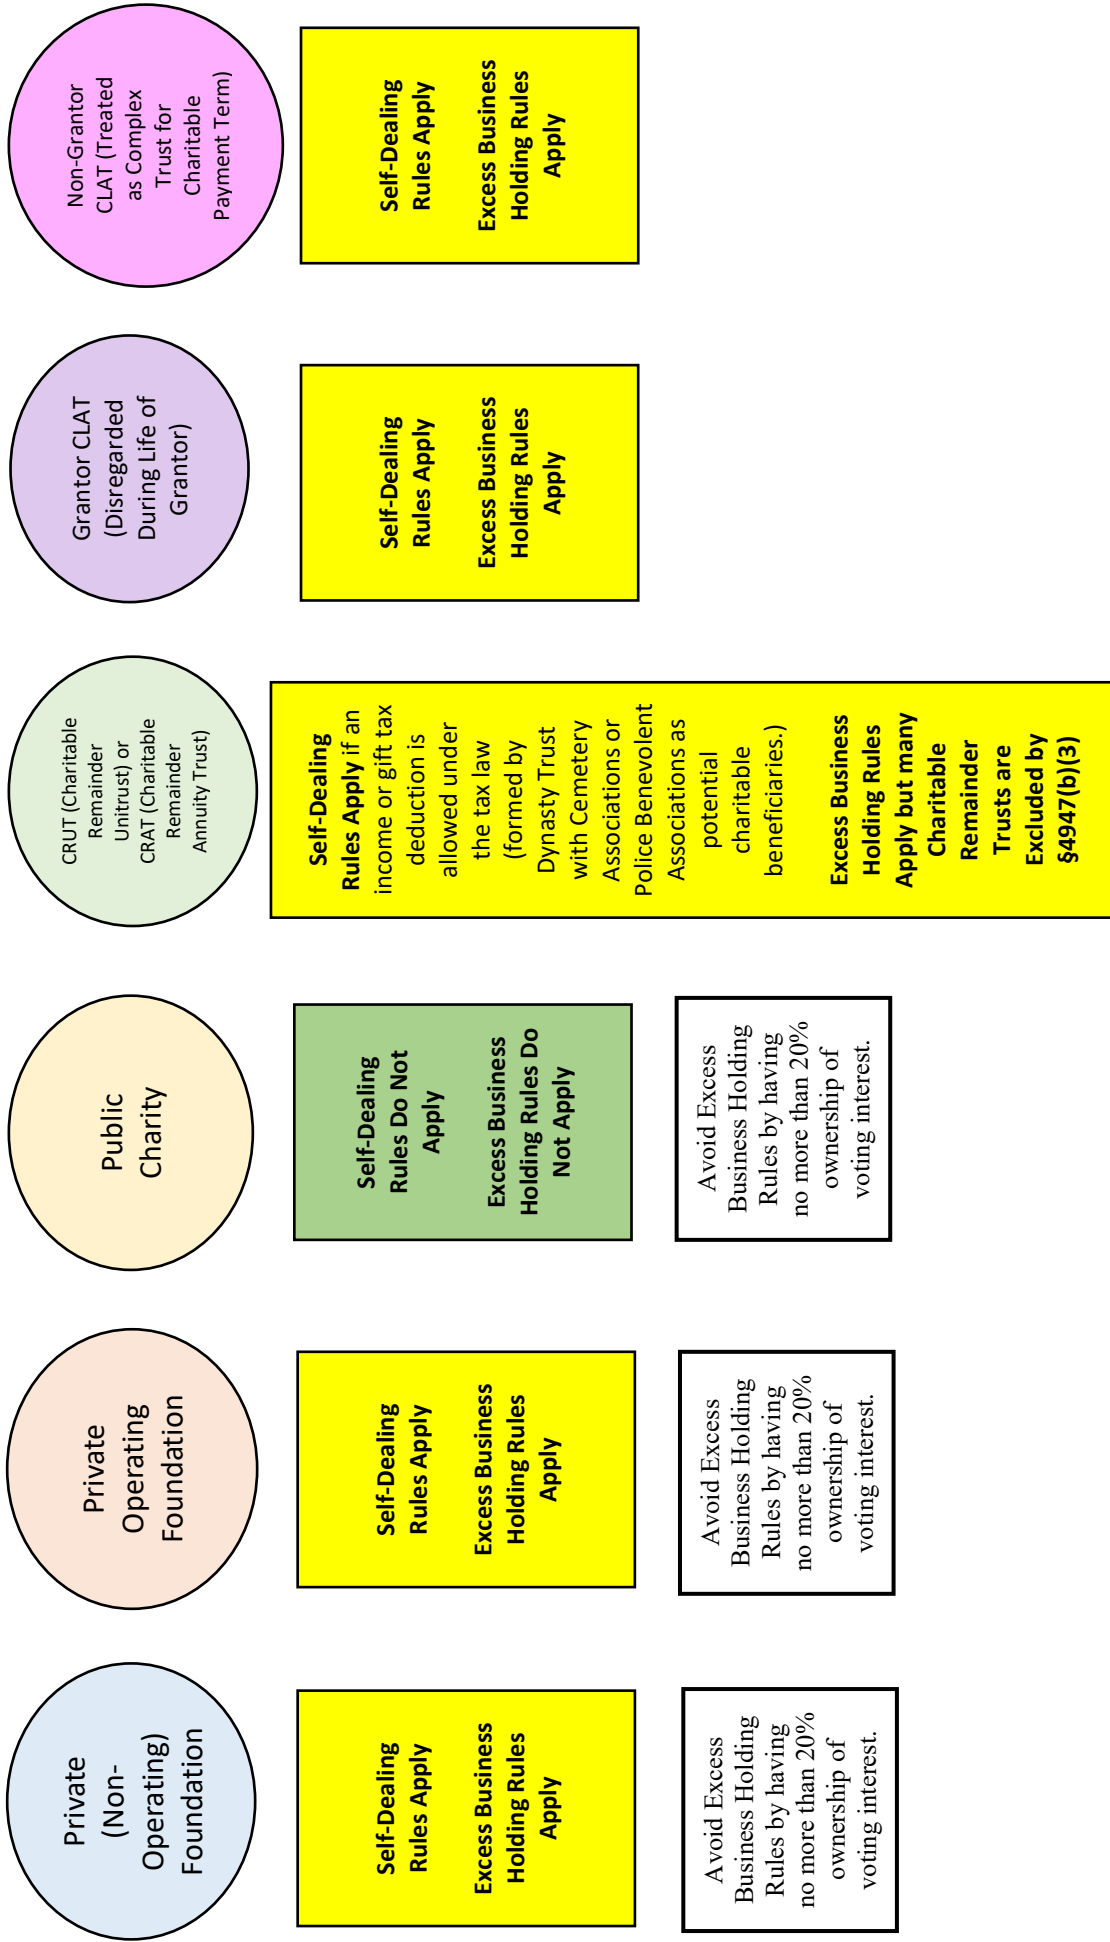 Private
(Non-
Operating)
Foundation
Self-Dealing
Rules Apply
Excess Business
Holding Rules
Apply
Avoid Excess
Business Holding
Rules by having
no more than 20%
ownership of
voting interest.
Private
Operating
Foundation
Self-Dealing
Rules Apply
Excess Business
Holding Rules
Apply
Avoid Excess
Business Holding
Rules by having
no more than 20%
ownership of
voting interest.
Public
Charity
Self-Dealing
Rules Do Not
Apply
Excess Business
Holding Rules Do
Not Apply
Avoid Excess
Business Holding
Rules by having
no more than 20%
ownership of
voting interest.
CRUT (Charitable
Remainder
Unitrust) or
CRAT (Charitable
Remainder
Annuity Trust)
Self-Dealing
Rules Apply if an
income or gift tax
deduction is
allowed under
the tax law
(formed by
Dynasty Trust
with Cemetery
Associations or
Police Benevolent
Associations as
potential
charitable
beneficiaries.)
Excess Business
Holding Rules
Apply but many
Charitable
Remainder
Trusts are
Excluded by
§4947(b)(3)
Grantor CLAT
(Disregarded
During Life of
Grantor)
Self-Dealing
Rules Apply
Excess Business
Holding Rules
Apply
Non-Grantor
CLAT (Treated
as Complex
Trust for
Charitable
Payment Term)
Self-Dealing
Rules Apply
Excess Business
Holding Rules
Apply